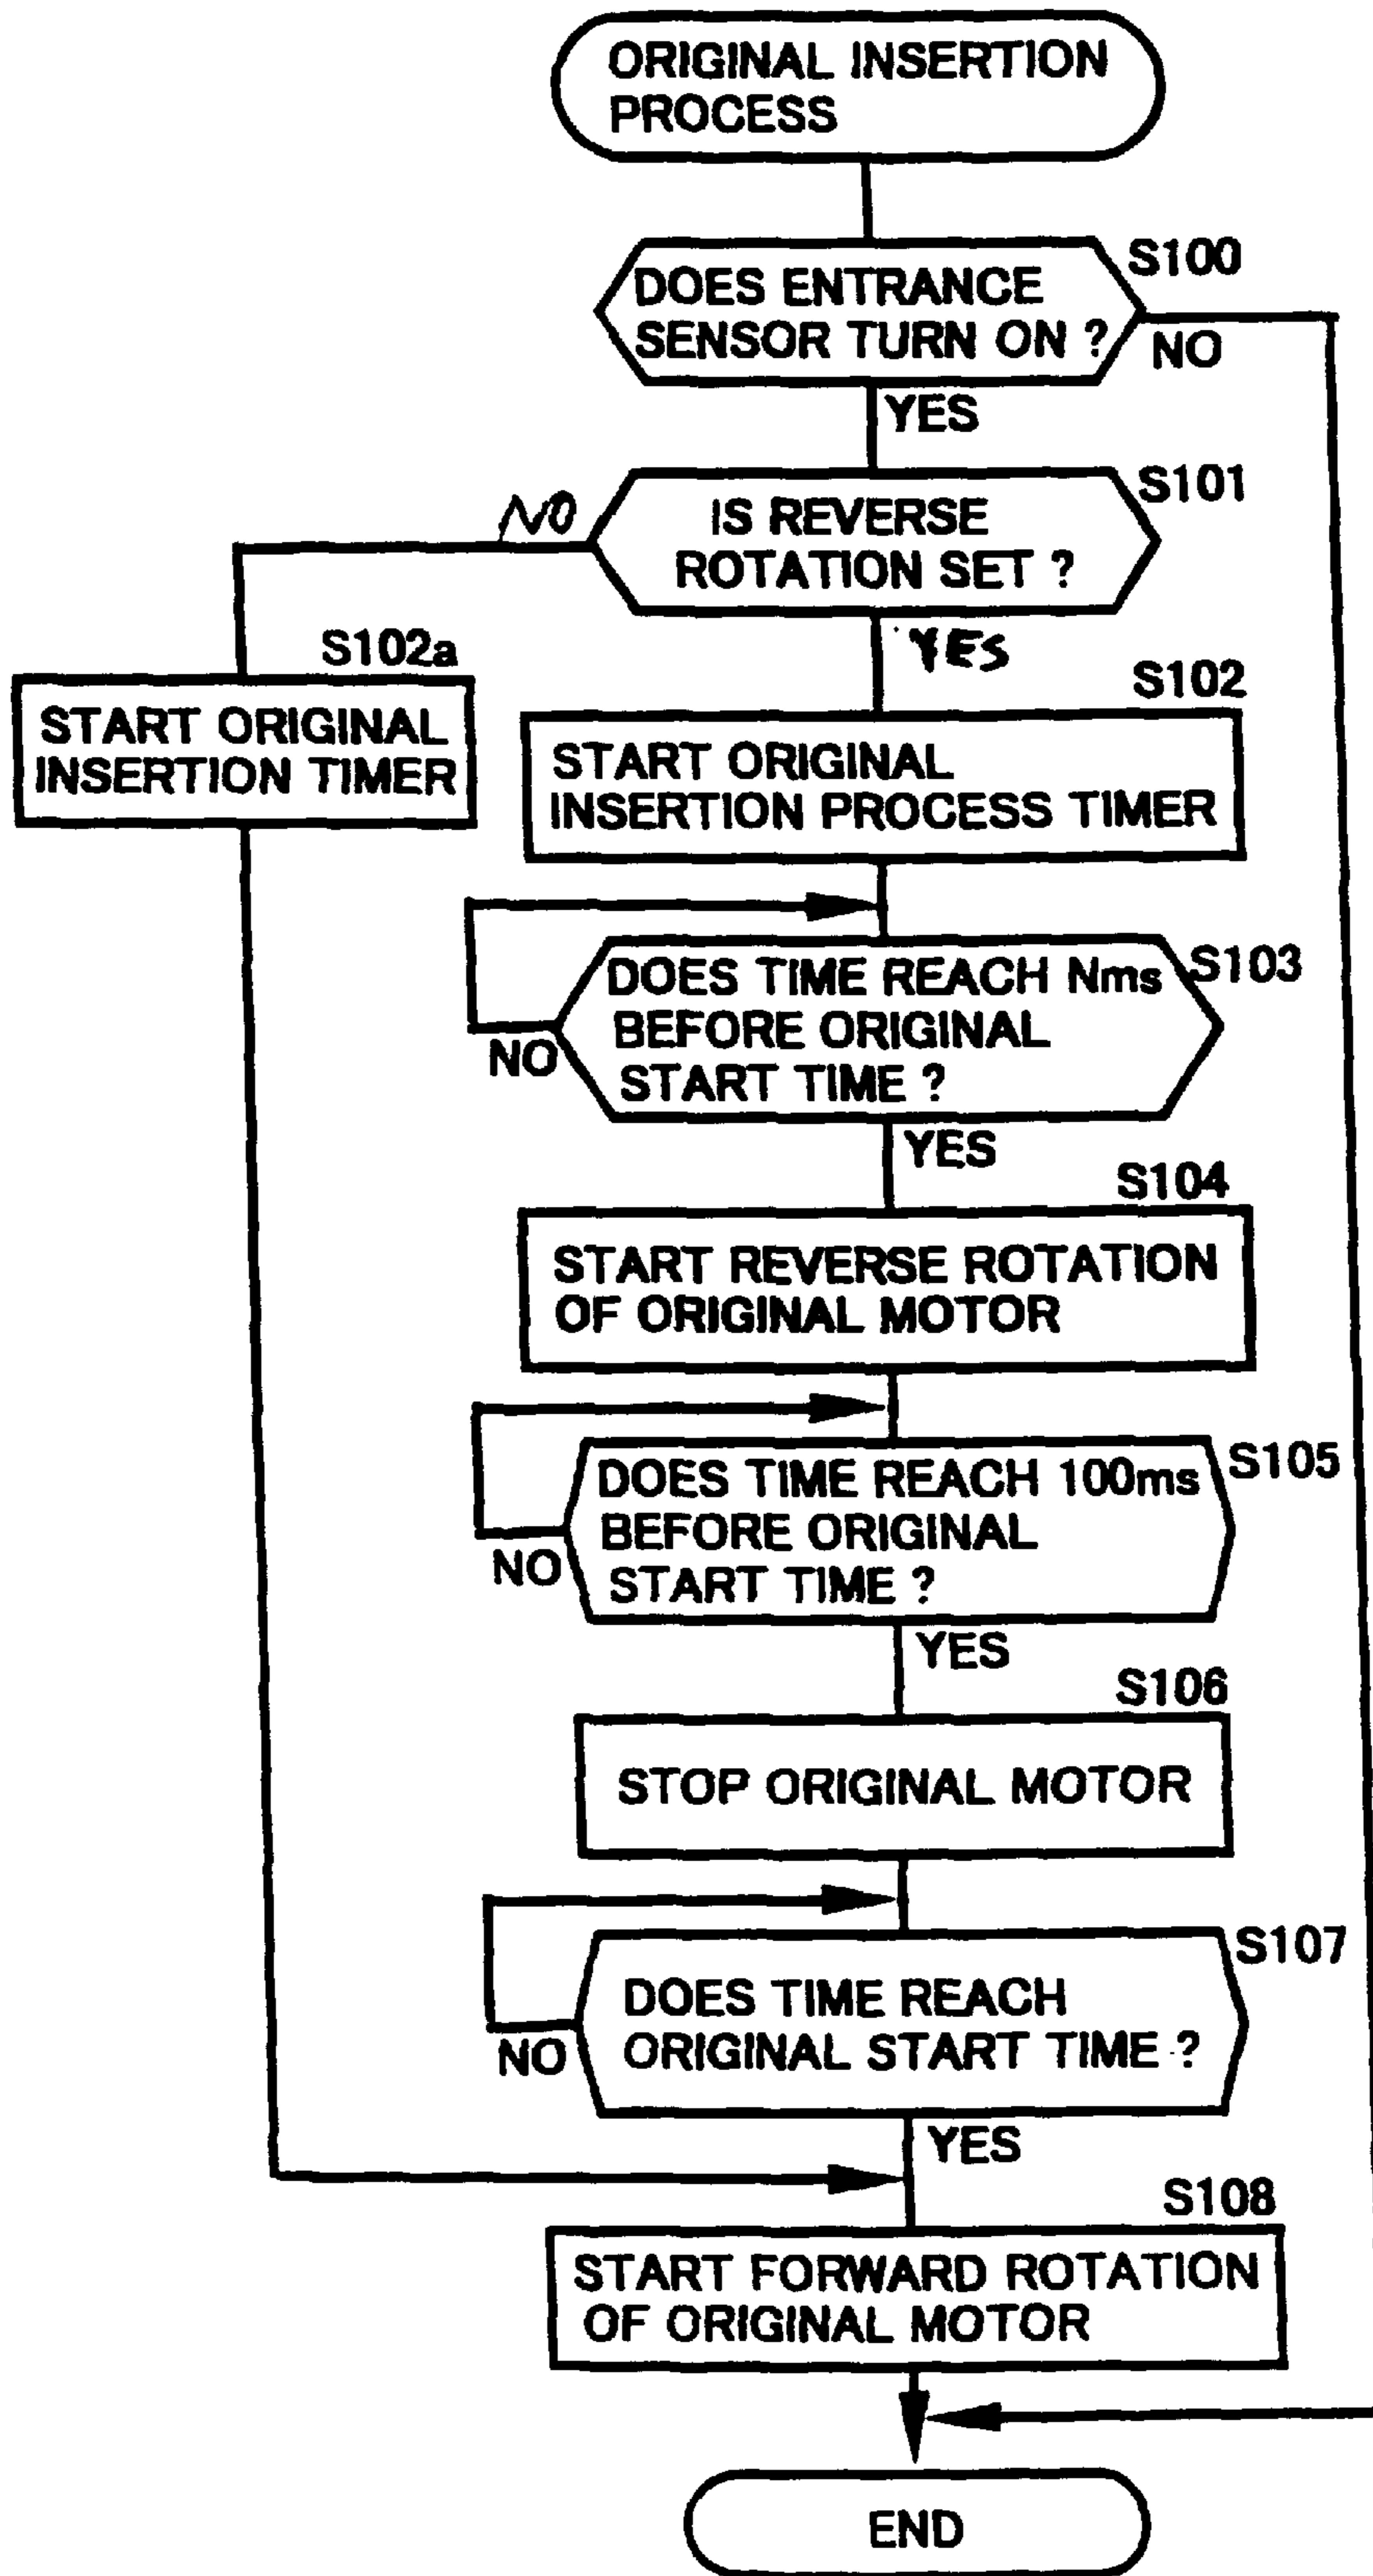 ORIGINAL INSERTION
PROCESS
S100
DOES ENTRANCE
SENSOR TURN ON ?
NO
YES
S101
NO
IS REVERSE
ROTATION SET ?
YES
S102a
START ORIGINAL
INSERTION TIMER
S102
START ORIGINAL
INSERTION PROCESS TIMER
S103
DOES TIME REACH Nms
BEFORE ORIGINAL
START TIME ?
NO
YES
S104
START REVERSE ROTATION
OF ORIGINAL MOTOR
S105
DOES TIME REACH 100ms
BEFORE ORIGINAL
START TIME ?
NO
YES
S106
STOP ORIGINAL MOTOR
S107
DOES TIME REACH
ORIGINAL START TIME ?
NO
YES
S108
START FORWARD ROTATION
OF ORIGINAL MOTOR
END